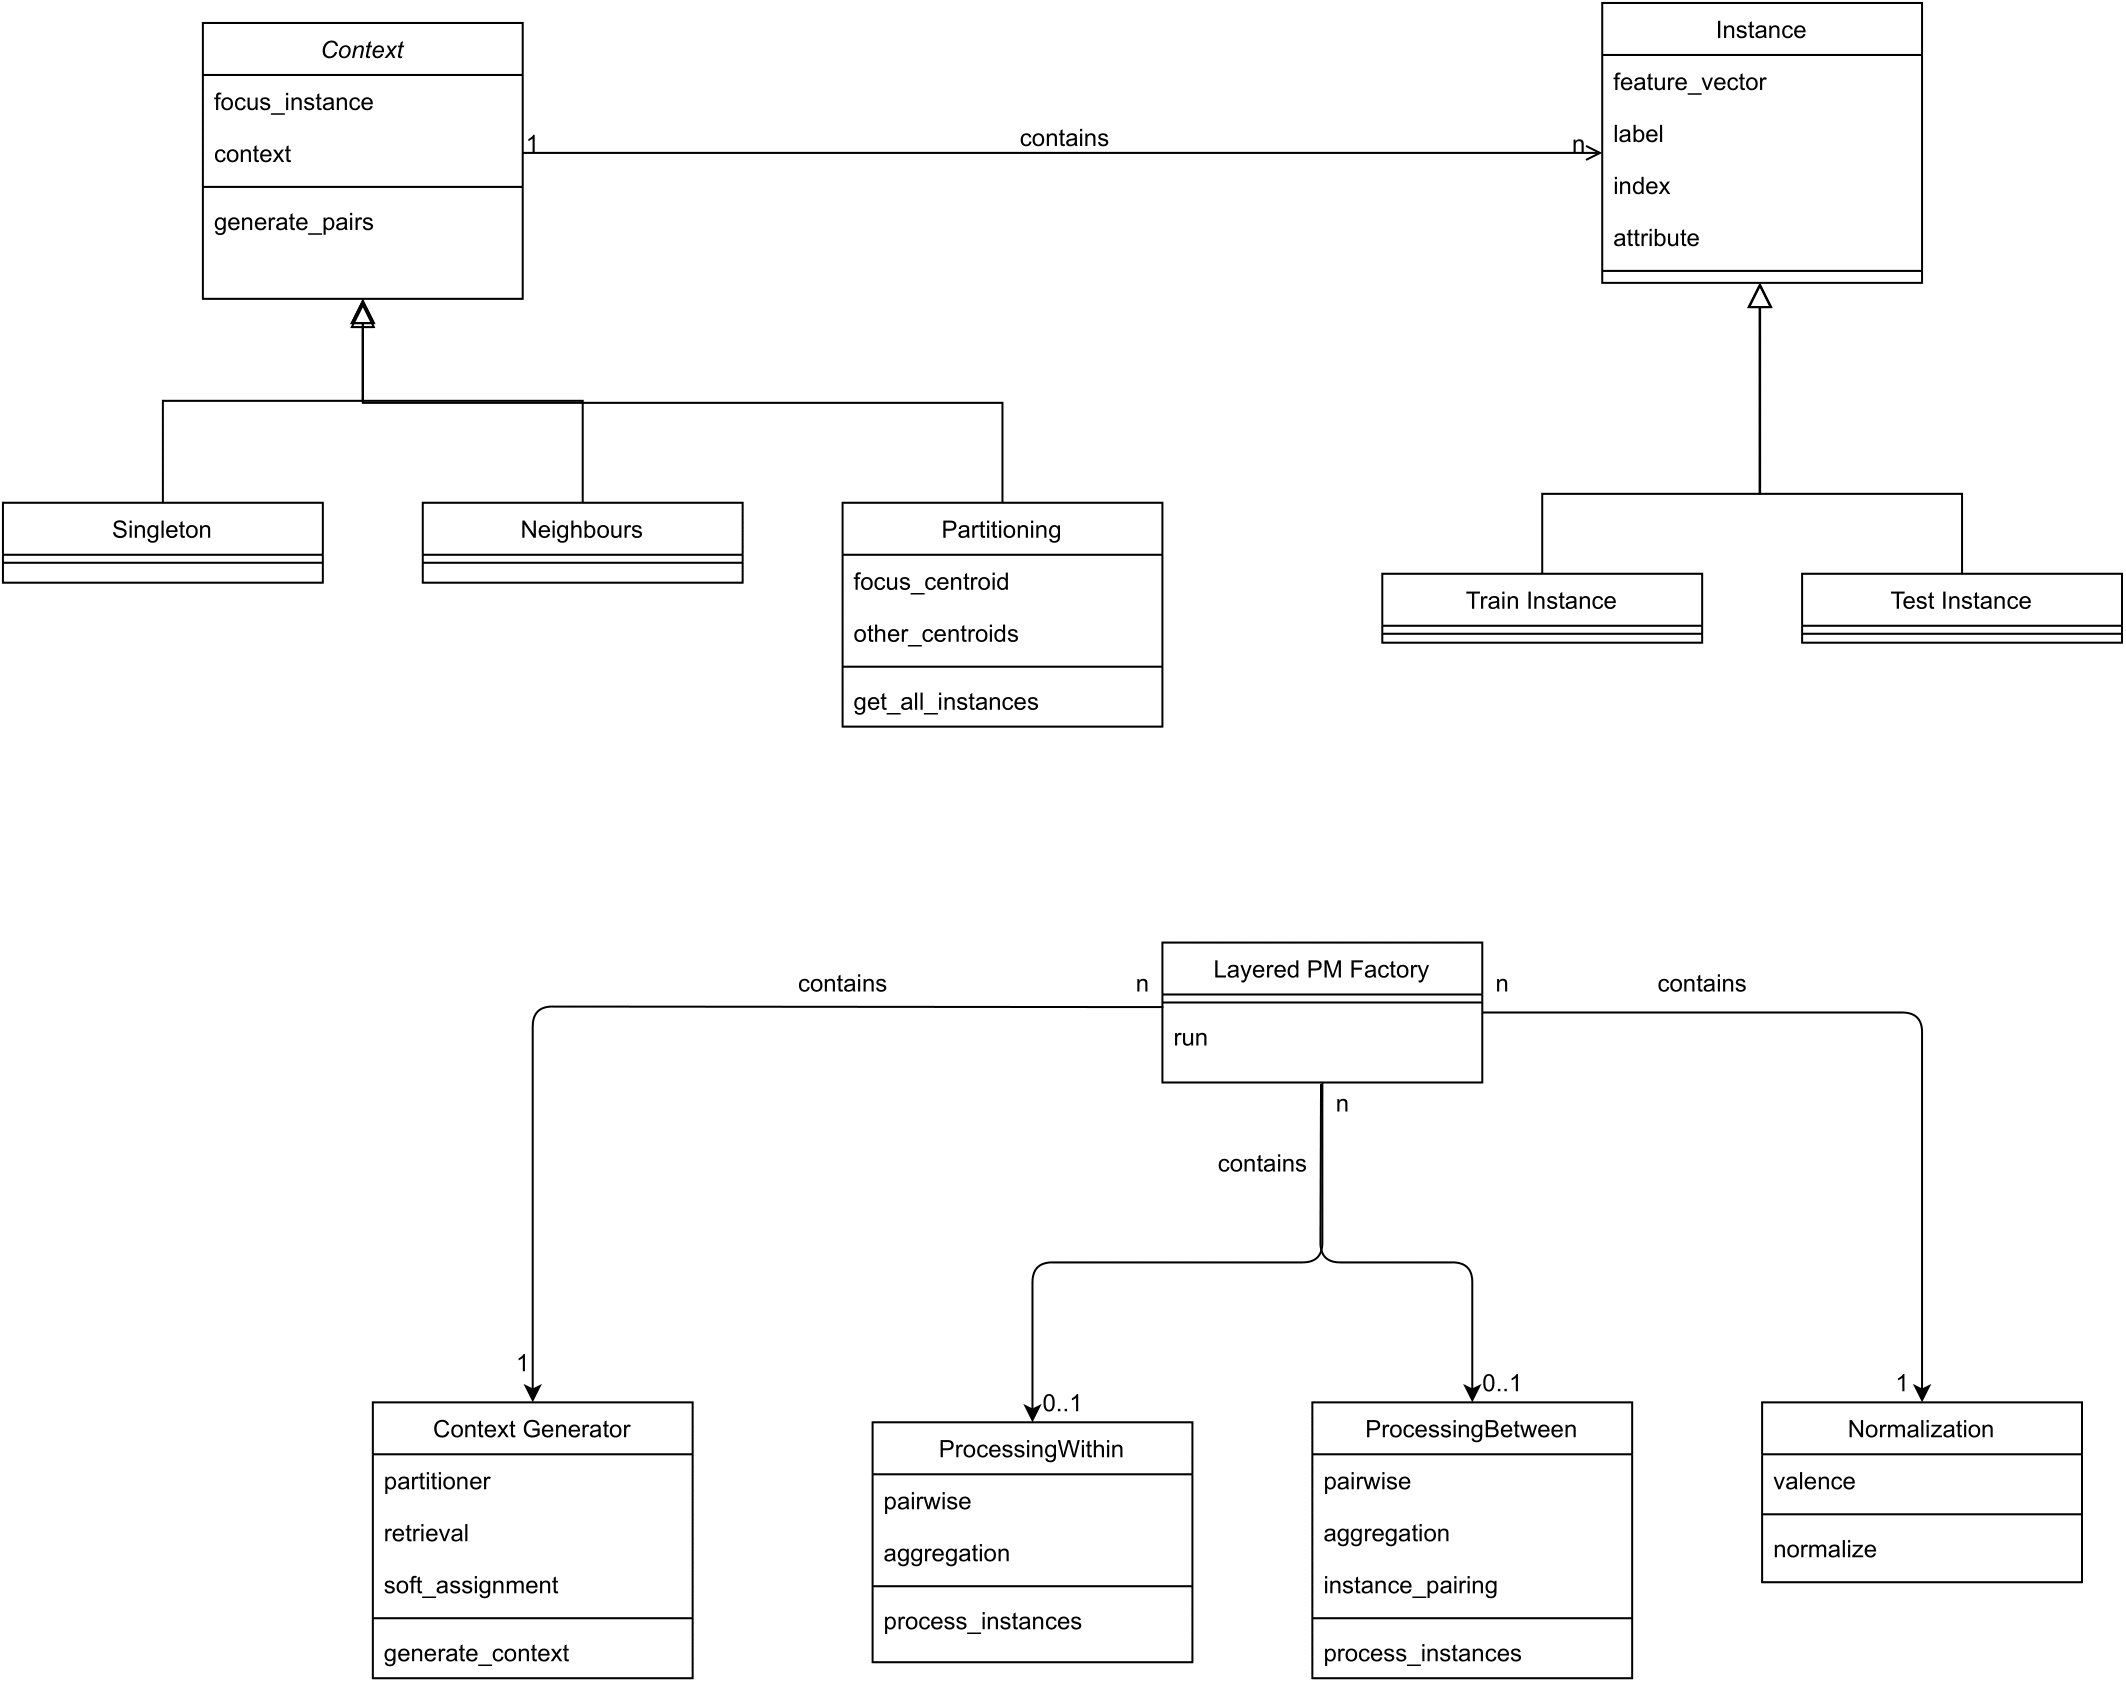 Context
focus_instance
context
generate_pairs
1
contains
n
Instance
feature_vector
label
index
attribute
Singleton
Neighbours
Partitioning
focus_centroid
other_centroids
get_all_instances
Train Instance
Test Instance
Layered PM Factory
run
contains
n
n
contains
n
contains
1
0..1
0..1
1
Context Generator
partitioner
retrieval
soft_assignment
generate_context
ProcessingWithin
pairwise
aggregation
process_instances
ProcessingBetween
pairwise
aggregation
instance_pairing
process_instances
Normalization
valence
normalize